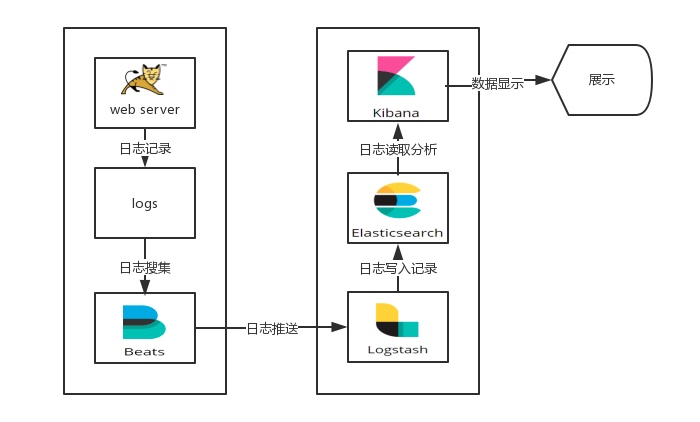 web server
日志记录
logs
日志搜集
Beats
日志推送
Kibana
日志读取分析
Elasticsearch
日志写入记录
Logstash
数据显示
展示